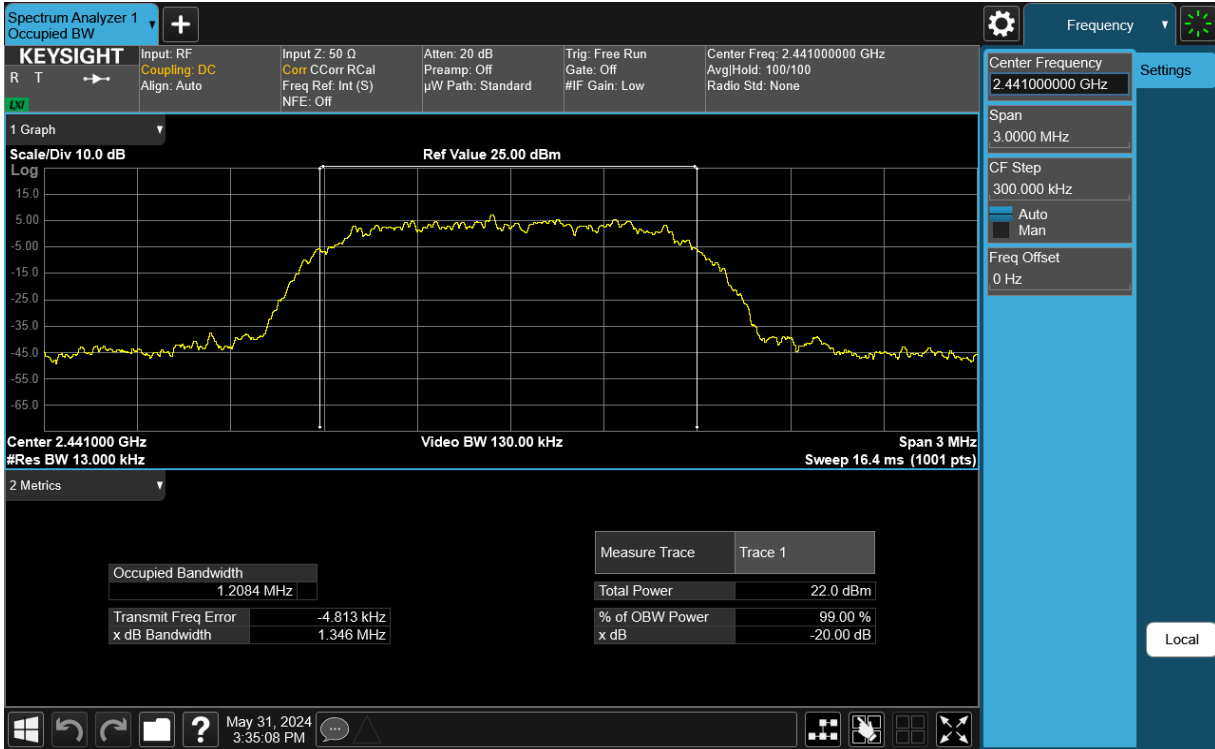 Spectrum Analyzer 1
Occupied BW
Frequency
KEYSIGHT
R T
LXI
Input: RF
Coupling: DC
Align: Auto
Input Z: 50 Ω
Corr CCorr RCal
Freq Ref: Int (S)
NFE: Off
Atten: 20 dB
Preamp: Off
µW Path: Standard
Trig: Free Run
Gate: Off
#IF Gain: Low
Center Freq: 2.441000000 GHz
Avg|Hold: 100/100
Radio Std: None
Center Frequency
2.441000000 GHz
Settings
Span
3.0000 MHz
CF Step
300.000 kHz
Auto
Man
Freq Offset
0 Hz
Local
1 Graph
Scale/Div 10.0 dB
Ref Value 25.00 dBm
Log
15.0
5.00
-5.00
-15.0
-25.0
-35.0
-45.0
-55.0
-65.0
Center 2.441000 GHz
Video BW 130.00 kHz
Span 3 MHz
#Res BW 13.000 kHz
Sweep 16.4 ms (1001 pts)
2 Metrics
Occupied Bandwidth
1.2084 MHz
Transmit Freq Error -4.813 kHz
x dB Bandwidth 1.346 MHz
Measure Trace Trace 1
Total Power 22.0 dBm
% of OBW Power 99.00 %
x dB -20.00 dB
?
May 31, 2024
3:35:08 PM